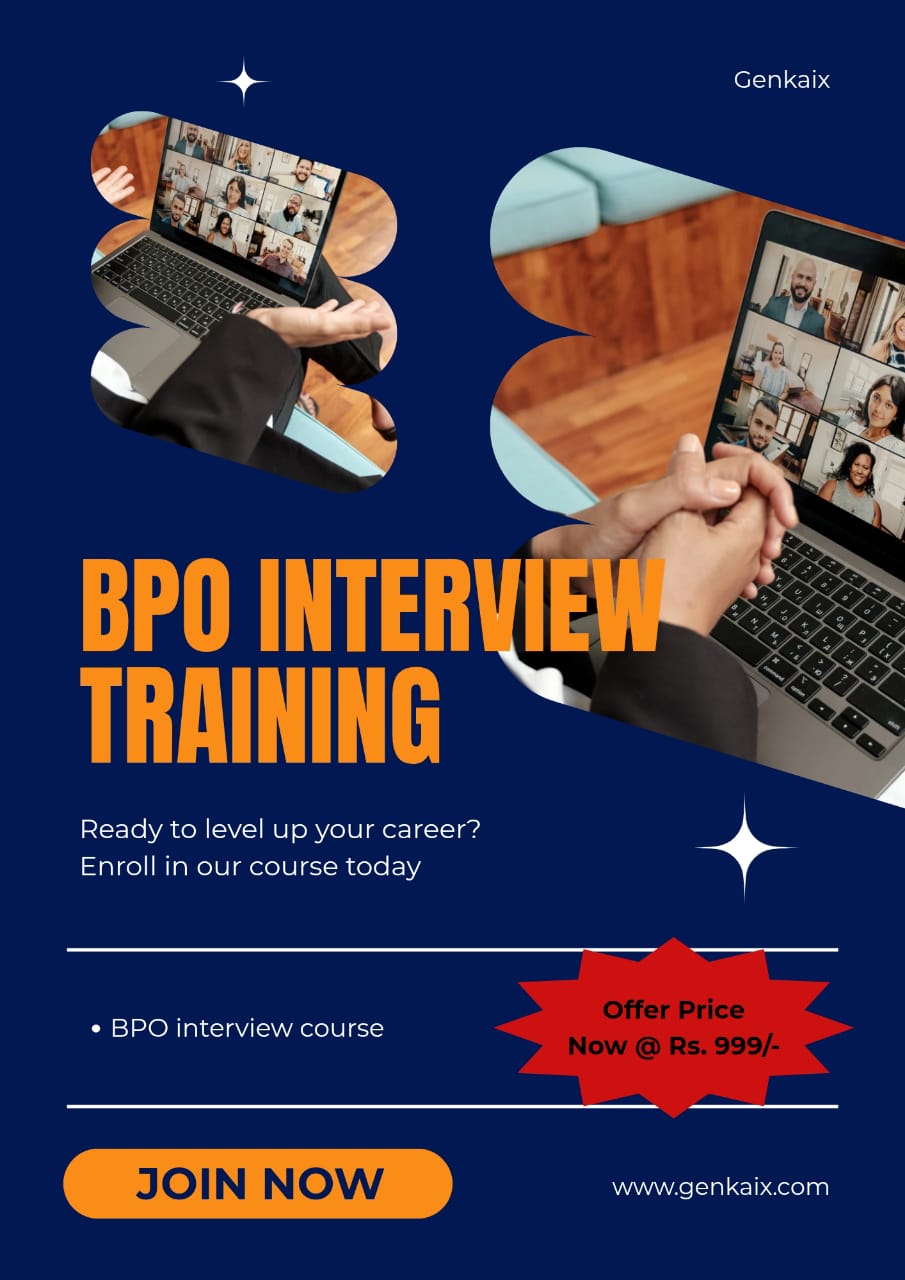 Genkaix
BPO INTERVIEW
TRAINING
Ready to level up your career?
Enroll in our course today
• BPO interview course
Offer Price
Now @ Rs. 999/-
JOIN NOW
www.genkaix.com